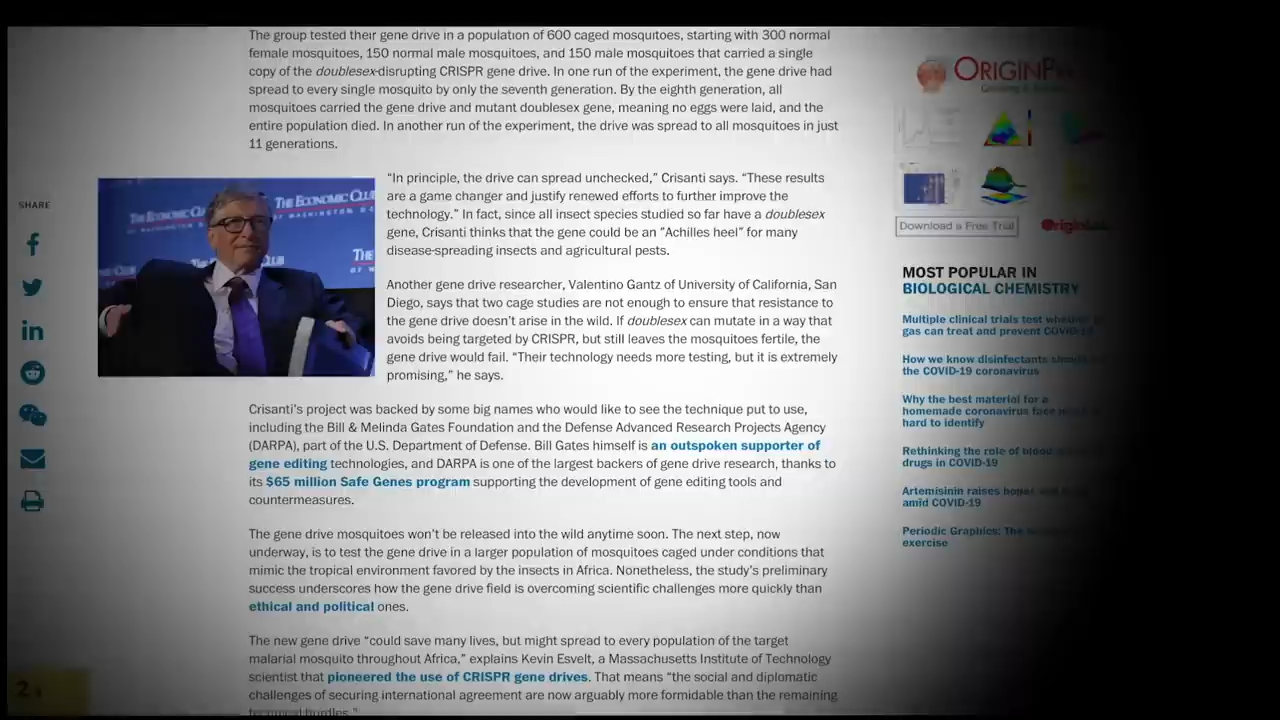 The group tested their gene drive in a population of 600 caged mosquitoes, starting with 300 normal
female mosquitoes, 150 normal male mosquitoes, and 150 male mosquitoes that carried a single
copy of the doublesex-disrupting CRISPR gene drive. In one run of the experiment, the gene drive had
spread to every single mosquito by only the seventh generation. By the eighth generation, all
mosquitoes carried the gene drive and mutant doublesex gene, meaning no eggs were laid, and the
entire population died. In another run of the experiment, the drive was spread to all mosquitoes in just
11 generations.
THE ECONOMIC CLUB
OF WASHINGTON
“In principle, the drive can spread unchecked,” Crisanti says. “These results
are a game changer and justify renewed efforts to further improve the
technology.” In fact, since all insect species studied so far have a doublesex
gene, Crisanti thinks that the gene could be an “Achilles heel” for many
disease-spreading insects and agricultural pests.
Another gene drive researcher, Valentino Gantz of University of California, San
Diego, says that two cage studies are not enough to ensure that resistance to
the gene drive doesn’t arise in the wild. If doublesex can mutate in a way that
avoids being targeted by CRISPR, but still leaves the mosquitoes fertile, the
gene drive would fail. “Their technology needs more testing, but it is extremely
promising,” he says.
Crisanti’s project was backed by some big names who would like to see the technique put to use,
including the Bill & Melinda Gates Foundation and the Defense Advanced Research Projects Agency
(DARPA), part of the U.S. Department of Defense. Bill Gates himself is an outspoken supporter of
gene editing technologies, and DARPA is one of the largest backers of gene drive research, thanks to
its $65 million Safe Genes program supporting the development of gene editing tools and
countermeasures.
The gene drive mosquitoes won’t be released into the wild anytime soon. The next step, now
underway, is to test the gene drive in a larger population of mosquitoes caged under conditions that
mimic the tropical environment favored by the insects in Africa. Nonetheless, the study’s preliminary
success underscores how the gene drive field is overcoming scientific challenges more quickly than
ethical and political ones.
The new gene drive “could save many lives, but might spread to every population of the target
malarial mosquito throughout Africa,” explains Kevin Esvelt, a Massachusetts Institute of Technology
scientist that pioneered the use of CRISPR gene drives. That means “the social and diplomatic
challenges of securing international agreement are now arguably more formidable than the remaining
technical hurdles.”
SHARE
Download a Free Trial
MOST POPULAR IN
BIOLOGICAL CHEMISTRY
Multiple clinical trials test whether
gas can treat and prevent COVID-19
How we know disinfectants should
the COVID-19 coronavirus
Why the best material for a
homemade coronavirus face
hard to identify
Rethinking the role of blood
drugs in COVID-19
Artemisinin raises hopes
amid COVID-19
Periodic Graphics: The
exercise